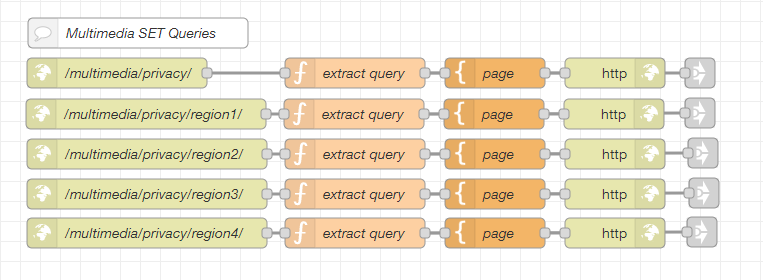 Multimedia SET Queries
/multimedia/privacy/ extract query page http
/multimedia/privacy/region1/ extract query page http
/multimedia/privacy/region2/ extract query page http
/multimedia/privacy/region3/ extract query page http
/multimedia/privacy/region4/ extract query page http